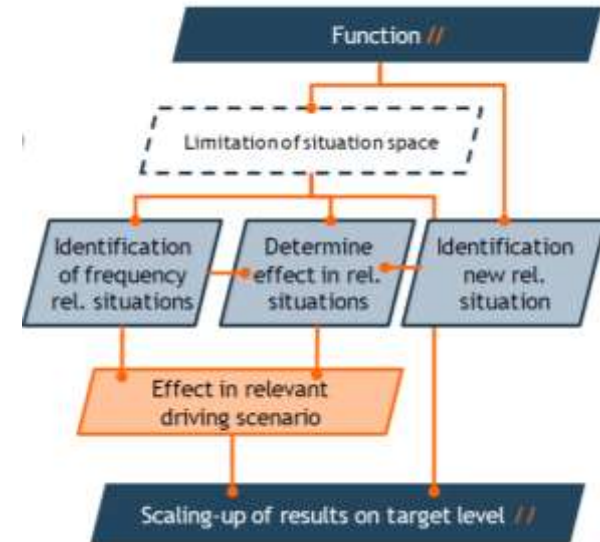 Function //
Limitation of situation space
Identification
of frequency
rel. situations
Determine
effect in rel.
situations
Identification
new rel.
situation
Effect in relevant
driving scenario
Scaling-up of results on target level //